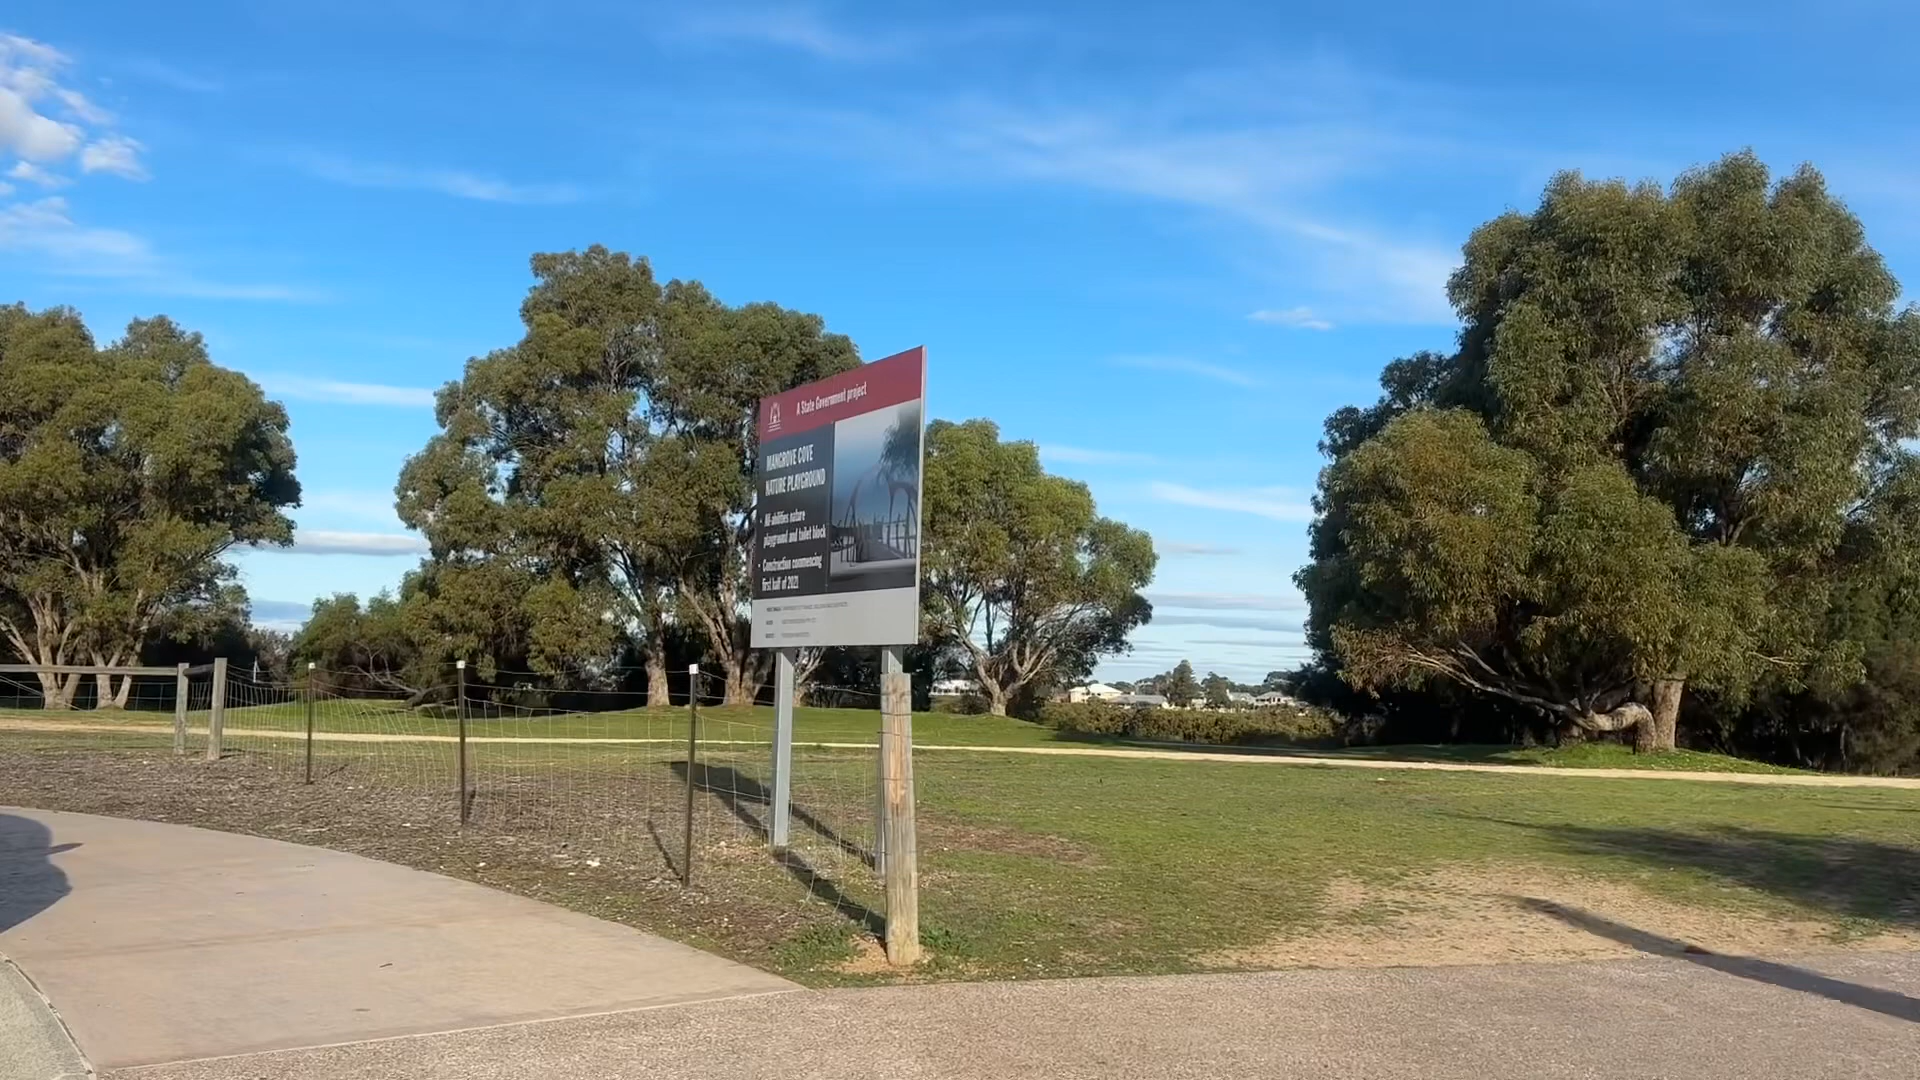 A State Government project
MANGROVE COVE
NATURE PLAYGROUND
• All-abilities nature
playground and toilet block
• Construction commencing
first half of 2021